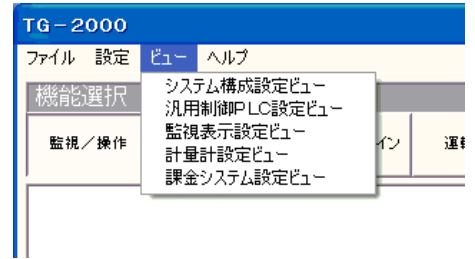 TG-2000
ファイル 設定 ビュー ヘルプ
機能選択
システム構成設定ビュー
汎用制御PLC設定ビュー
監視表示設定ビュー
計量計設定ビュー
課金システム設定ビュー
監視/操作 イン